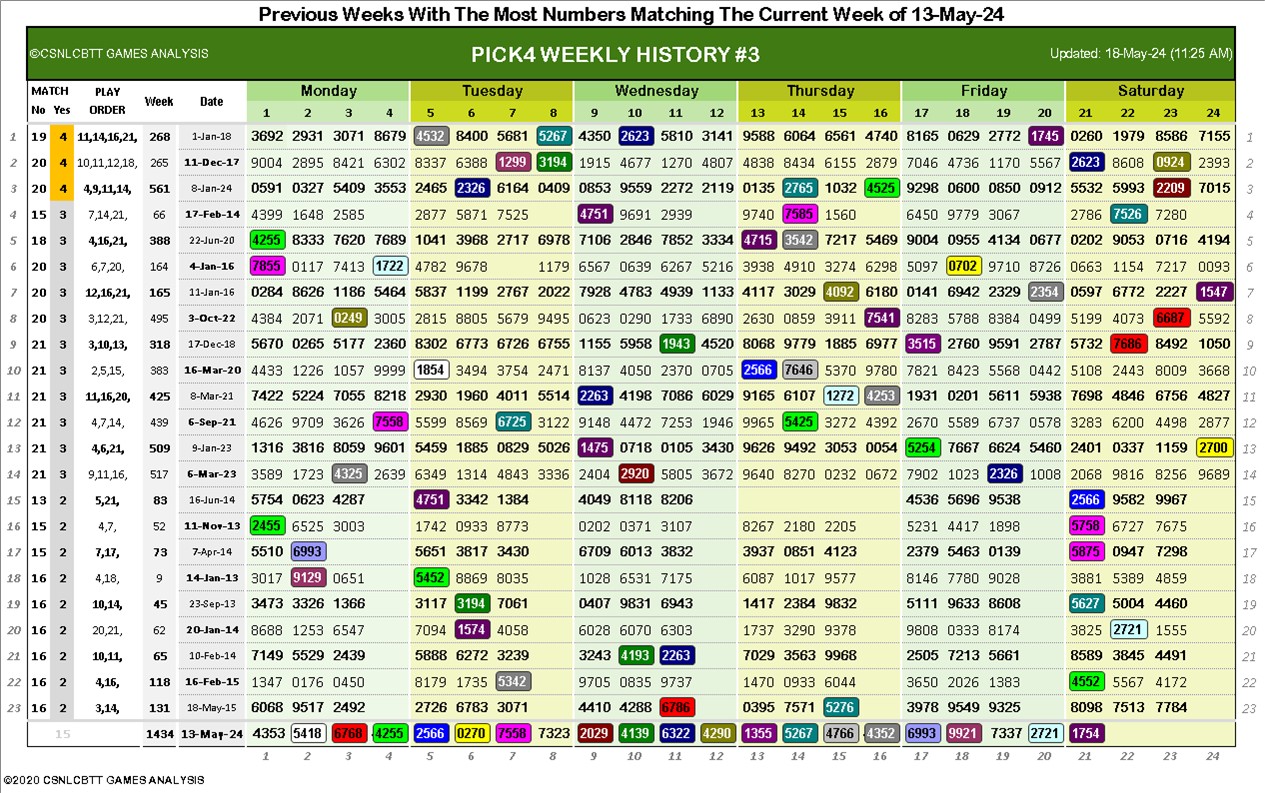 Previous Weeks With The Most Numbers Matching The Current Week of 13-May-24
©CSNLCBTT GAMES ANALYSIS PICK4 WEEKLY HISTORY #3 Updated: 18-May-24 (11:25 AM)
MATCH PLAY Week Date Monday Tuesday Wednesday Thursday Friday Saturday
No Yes ORDER 1 2 3 4 5 6 7 8 9 10 11 12 13 14 15 16 17 18 19 20 21 22 23 24
1 19 4 11,14,16,21, 268 1-Jan-18 3692 2931 3071 8679 4532 8400 5681 5267 4350 2623 5810 3141 9588 6064 6561 4740 8165 0629 2772 1745 0260 1979 8586 7155 1
2 20 4 10,11,12,18, 265 11-Dec-17 9004 2895 8421 6302 8337 6388 1299 3194 1915 4677 1270 4807 4838 8434 6155 2879 7046 4736 1170 5567 2623 8608 0924 2393 2
3 20 4 4,9,11,14, 561 8-Jan-24 0591 0327 5409 3553 2465 2326 6164 0409 0853 9559 2272 2119 0135 2765 1032 4525 9298 0600 0850 0912 5532 5993 2209 7015 3
4 15 3 7,14,21, 66 17-Feb-14 4399 1648 2585 2877 5871 7525 4751 9691 2939 9740 7585 1560 6450 9779 3067 2786 7526 7280 4
5 18 3 4,16,21, 388 22-Jun-20 4255 8333 7620 7689 1041 3968 2717 6978 7106 2846 7852 3334 4715 3542 7217 5469 9004 0955 4134 0677 0202 9053 0716 4194 5
6 20 3 6,7,20, 164 4-Jan-16 7855 0117 7413 1722 4782 9678 1179 6567 0639 6267 5216 3938 4910 3274 6298 5097 0702 9710 8726 0663 1154 7217 0093 6
7 20 3 12,16,21, 165 11-Jan-16 0284 8626 1186 5464 5837 1199 2767 2022 7928 4783 4939 1133 4117 3029 4092 6180 0141 6942 2329 2354 0597 6772 2227 1547 7
8 20 3 3,12,21, 495 3-Oct-22 4384 2071 0249 3005 2815 8805 5679 9495 0623 0290 1733 6890 2630 0859 3911 7541 8283 5788 8384 0499 5199 4073 6687 5592 8
9 21 3 3,10,13, 318 17-Dec-18 5670 0265 5177 2360 8302 6773 6726 6755 1155 5958 1943 4520 8068 9779 1885 6977 3515 2760 9591 2787 5732 7686 8492 1050 9
10 21 3 2,5,15, 383 16-Mar-20 4433 1226 1057 9999 1854 3494 3754 2471 8137 4050 2370 0705 2566 7646 5370 9780 7821 8423 5568 0442 5108 2443 8009 3668 10
11 21 3 11,16,20, 425 8-Mar-21 7422 5224 7055 8218 2930 1960 4011 5514 2263 4198 7086 6029 9165 6107 1272 4253 1931 0201 5611 5938 7698 4846 6756 4827 11
12 21 3 4,7,14, 439 6-Sep-21 4626 9709 3626 7558 5599 8569 6725 3122 9148 4472 7253 1946 9965 5425 3272 4392 2670 5589 6737 0578 3283 6200 4498 2877 12
13 21 3 4,6,21, 509 9-Jan-23 1316 3816 8059 9601 5459 1885 0829 5026 1475 0718 0105 3430 9626 9492 3053 0054 5254 7667 6624 5460 2401 0337 1159 2700 13
14 21 3 9,11,16, 517 6-Mar-23 3589 1723 4325 2639 6349 1314 4843 3336 2404 2920 5805 3672 9640 8270 0232 0672 7902 1023 2326 1008 2068 9816 8256 9689 14
15 13 2 5,21, 83 16-Jun-14 5754 0623 4287 4751 3342 1384 4049 8118 8206 4536 5696 9538 2566 9582 9967 15
16 15 2 4,7, 52 11-Nov-13 2455 6525 3003 1742 0933 8773 0202 0371 3107 8267 2180 2205 5231 4417 1898 5758 6727 7675 16
17 15 2 7,17, 73 7-Apr-14 5510 6993 5651 3817 3430 6709 6013 3832 3937 0851 4123 2379 5463 0139 5875 0947 7298 17
18 16 2 4,18, 9 14-Jan-13 3017 9129 0651 5452 8869 8035 1028 6531 7175 6087 1017 9577 8146 7780 9028 3881 5389 4859 18
19 16 2 10,14, 45 23-Sep-13 3473 3326 1366 3117 3194 7061 0407 9831 6943 1417 2384 9832 5111 9633 8608 5627 5004 4460 19
20 16 2 20,21, 62 20-Jan-14 8688 1253 6547 7094 1574 4058 6028 6070 6303 1737 3290 9378 9808 0333 8174 3825 2721 1555 20
21 16 2 10,11, 65 10-Feb-14 7149 5529 2439 5888 6272 3239 3243 4193 2263 7029 3563 9968 2505 7213 5661 8589 3845 4491 21
22 16 2 4,16, 118 16-Feb-15 1347 0176 0450 8179 1735 5342 9705 0835 9737 1470 0933 6044 3650 2026 1383 4552 5567 4172 22
23 16 2 3,14, 131 18-May-15 6068 9517 2492 2726 6783 3071 4410 4288 6786 0395 7571 5276 3978 9549 9325 8098 7513 7784 23
15 1434 13-May-24 4353 5418 6768 4255 2566 0270 7558 7323 2029 4139 6322 4290 1355 5267 4766 4352 6993 9921 7337 2721 1754
1 2 3 4 5 6 7 8 9 10 11 12 13 14 15 16 17 18 19 20 21 22 23 24
©2020 CSNLCBTT GAMES ANALYSIS